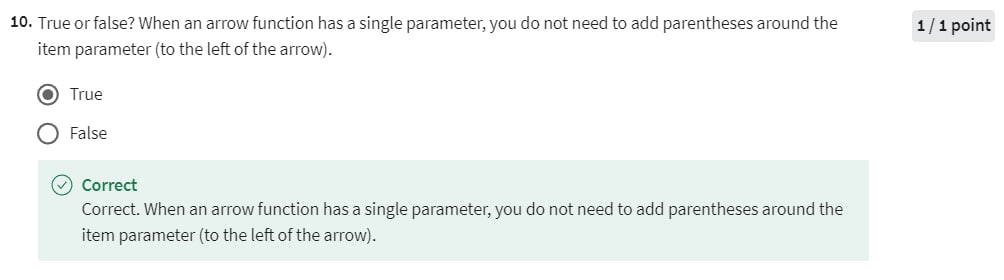 10. True or false? When an arrow function has a single parameter, you do not need to add parentheses around the
1 / 1 point
item parameter (to the left of the arrow).
True
False
Correct
Correct. When an arrow function has a single parameter, you do not need to add parentheses around the
item parameter (to the left of the arrow).